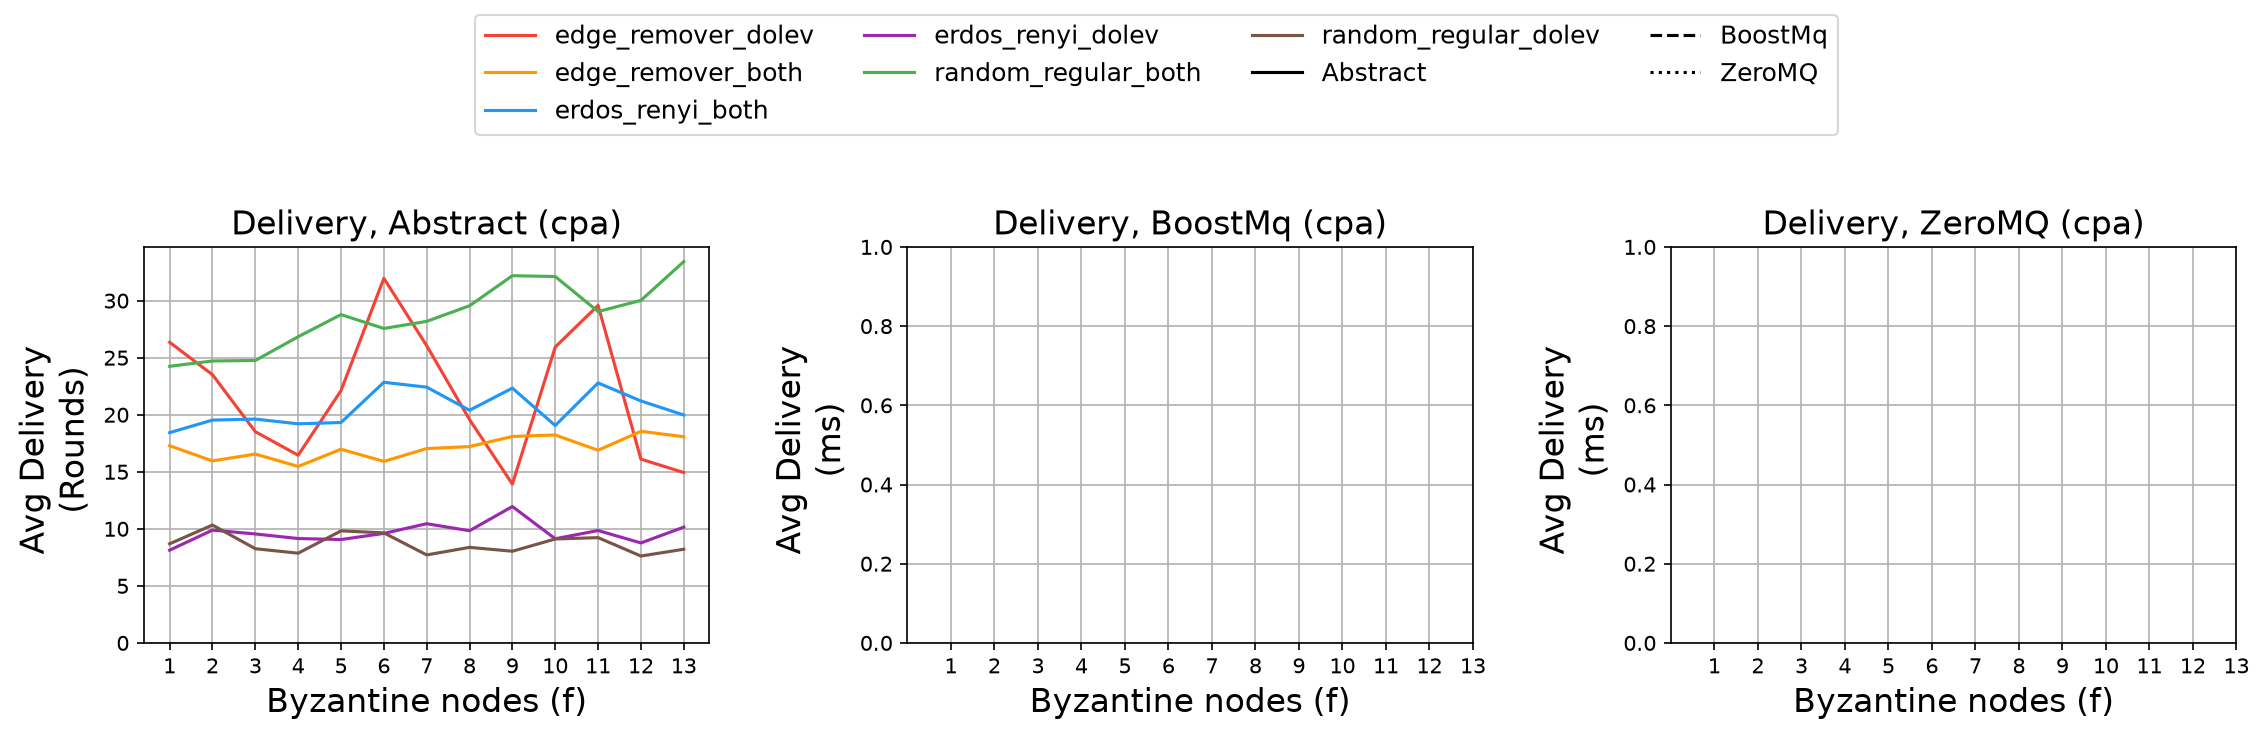 edge_remover_dolev
edge_remover_both
erdos_renyi_both
erdos_renyi_dolev
random_regular_both
random_regular_dolev
Abstract
BoostMq
ZeroMQ
Delivery, Abstract (cpa)
Avg Delivery
(Rounds)
30
25
20
15
10
5
0
1 2 3 4 5 6 7 8 9 10 11 12 13
Byzantine nodes (f)
Delivery, BoostMq (cpa)
Avg Delivery
(ms)
1.0
0.8
0.6
0.4
0.2
0.0
1 2 3 4 5 6 7 8 9 10 11 12 13
Byzantine nodes (f)
Delivery, ZeroMQ (cpa)
Avg Delivery
(ms)
1.0
0.8
0.6
0.4
0.2
0.0
1 2 3 4 5 6 7 8 9 10 11 12 13
Byzantine nodes (f)